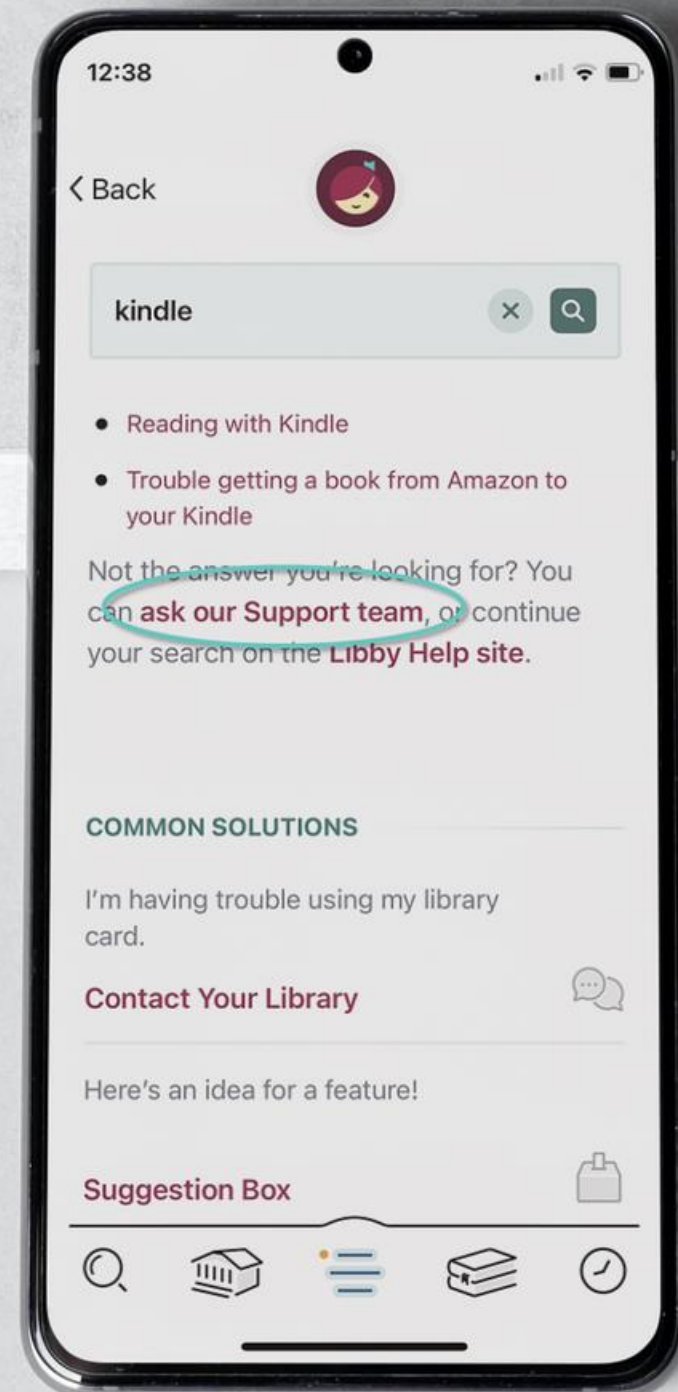 12:38
Back
kindle
Reading with Kindle
Trouble getting a book from Amazon to
your Kindle
Not the answer you're looking for? You
can ask our Support team, or continue
your search on the Libby Help site.
COMMON SOLUTIONS
I'm having trouble using my library
card.
Contact Your Library
Here's an idea for a feature!
Suggestion Box